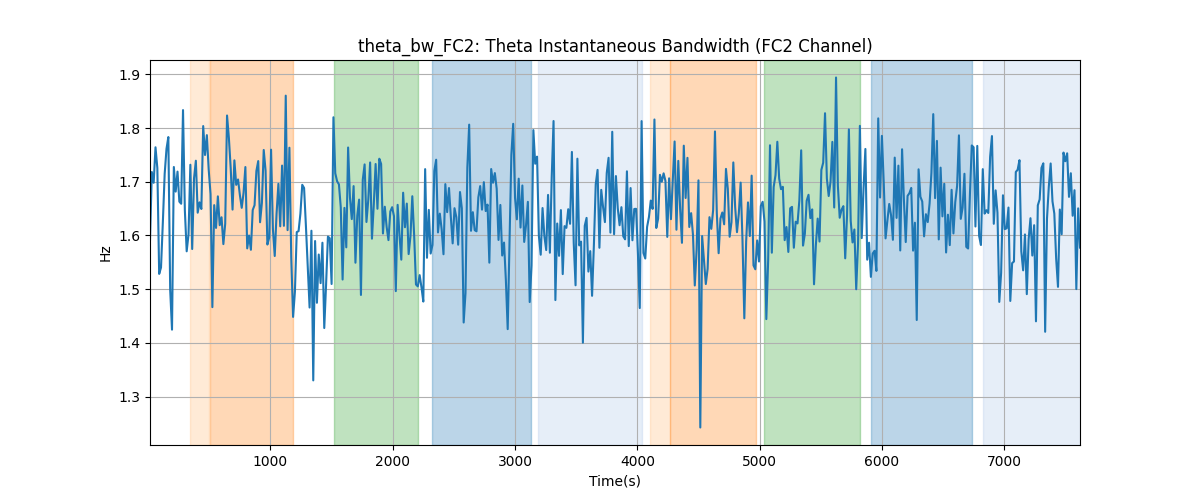 theta_bw_FC2: Theta Instantaneous Bandwidth (FC2 Channel)
1.9
1.8
1.7
1.6
1.5
1.4
1.3
Hz
1000 2000 3000 4000 5000 6000 7000
Time(s)